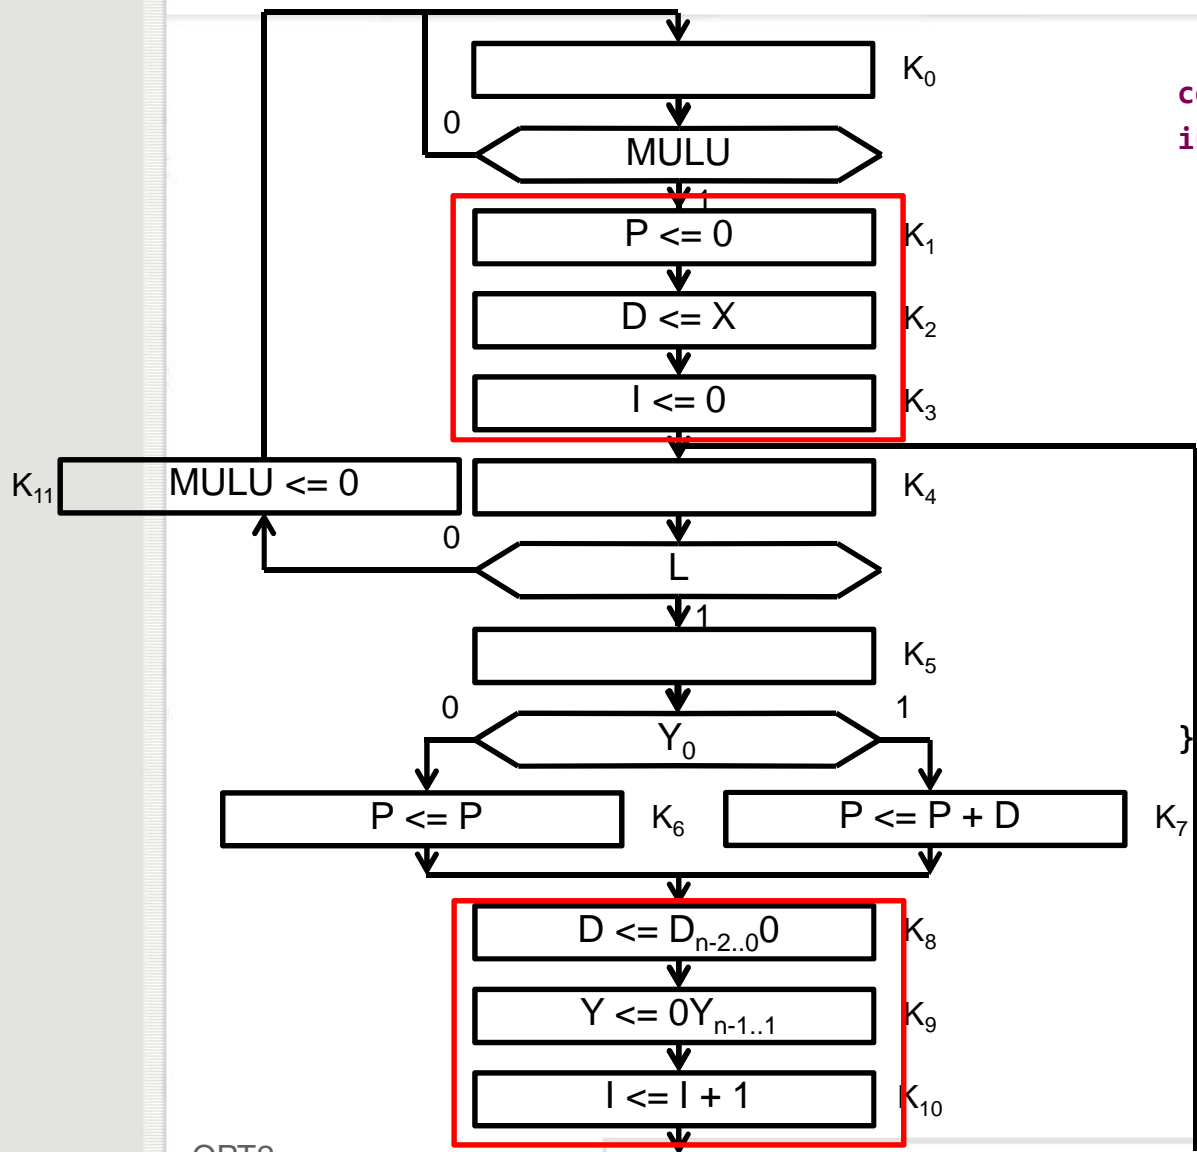 K₀
0
MULU
1
P <= 0 K₁
D <= X K₂
I <= 0 K₃
K₁₁ MULU <= 0 K₄
0
L
1
K₅
0 1
Y₀
}
P <= P K₆ P <= P + D K₇
D <= Dₙ₋₂..₀0 K₈
Y <= 0Yₙ₋₁..₁ K₉
I <= I + 1 K₁₀